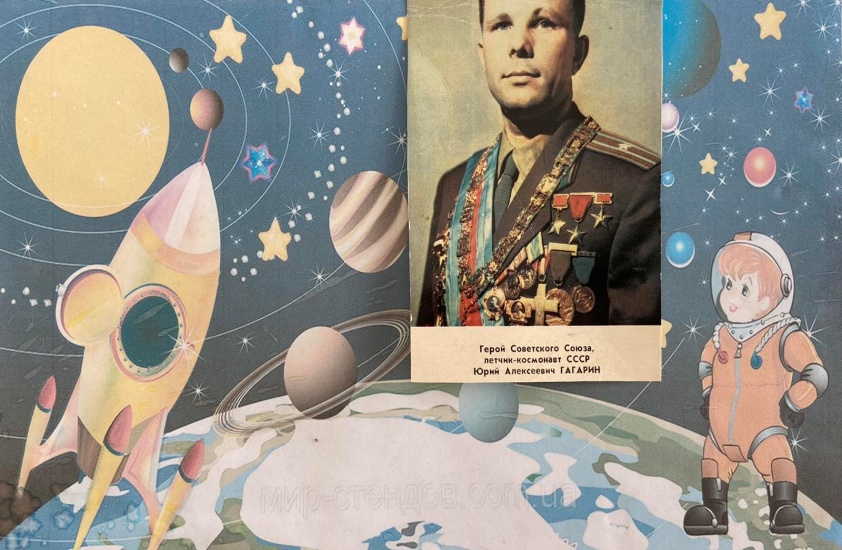 Герой Советского Союза,
летчик-космонавт СССР
Юрий Алексеевич ГАГАРИН
мир-стендов.com.ua